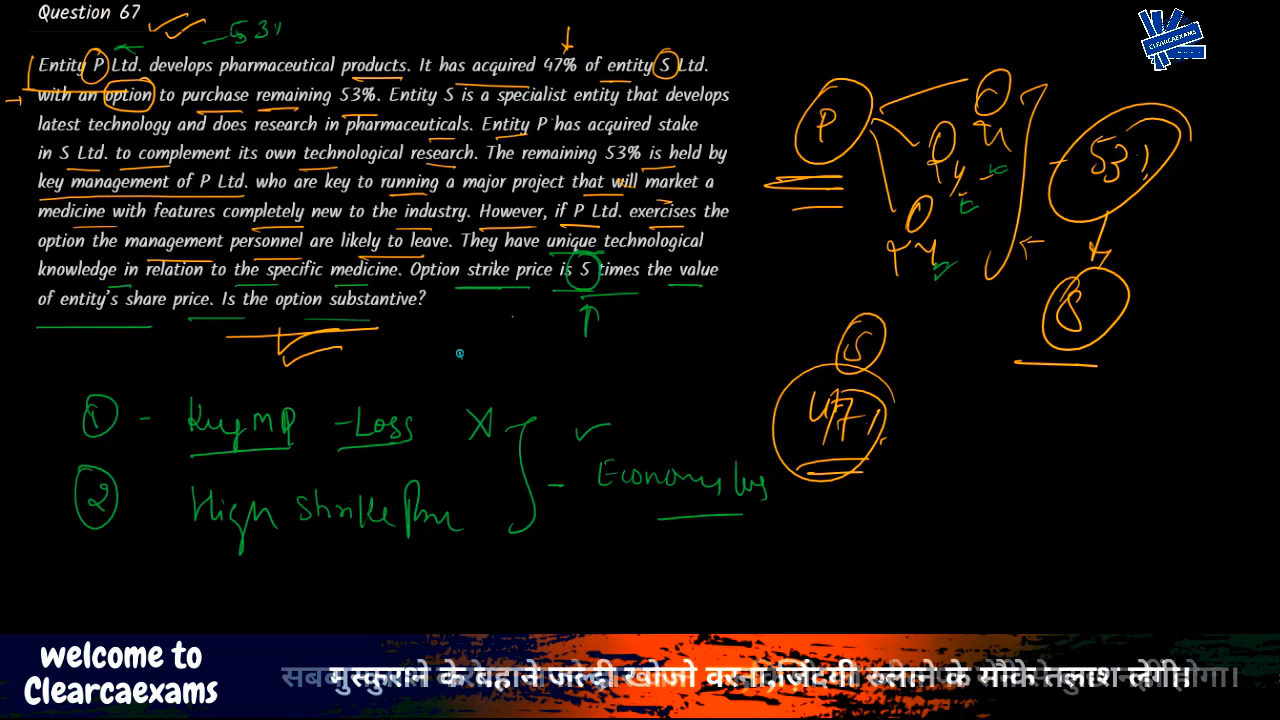 Question 67
53%
Entity P Ltd. develops pharmaceutical products. It has acquired 47% of entity S Ltd.
with an option to purchase remaining 53%. Entity S is a specialist entity that develops
latest technology and does research in pharmaceuticals. Entity P has acquired stake
in S Ltd. to complement its own technological research. The remaining 53% is held by
key management of P Ltd. who are key to running a major project that will market a
medicine with features completely new to the industry. However, if P Ltd. exercises the
option the management personnel are likely to leave. They have unique technological
knowledge in relation to the specific medicine. Option strike price is 5 times the value
of entity's share price. Is the option substantive?
CLEARCAEXAMS
P
53%
S
S
47%
① - Key MP - Loss
② High Strike Price
welcome to
Clearcaexams
मुस्कुराने के बेहाने जल्दी खोजो वरना,जिंदगी रुलाने के मौके तलाश लेगी।